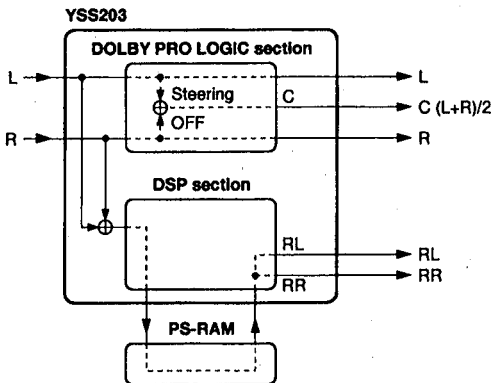 YSS203
DOLBY PRO LOGIC section
L
L
Steering
C
C (L+R)/2
OFF
R
R
DSP section
RL
RL
RR
RR
PS-RAM